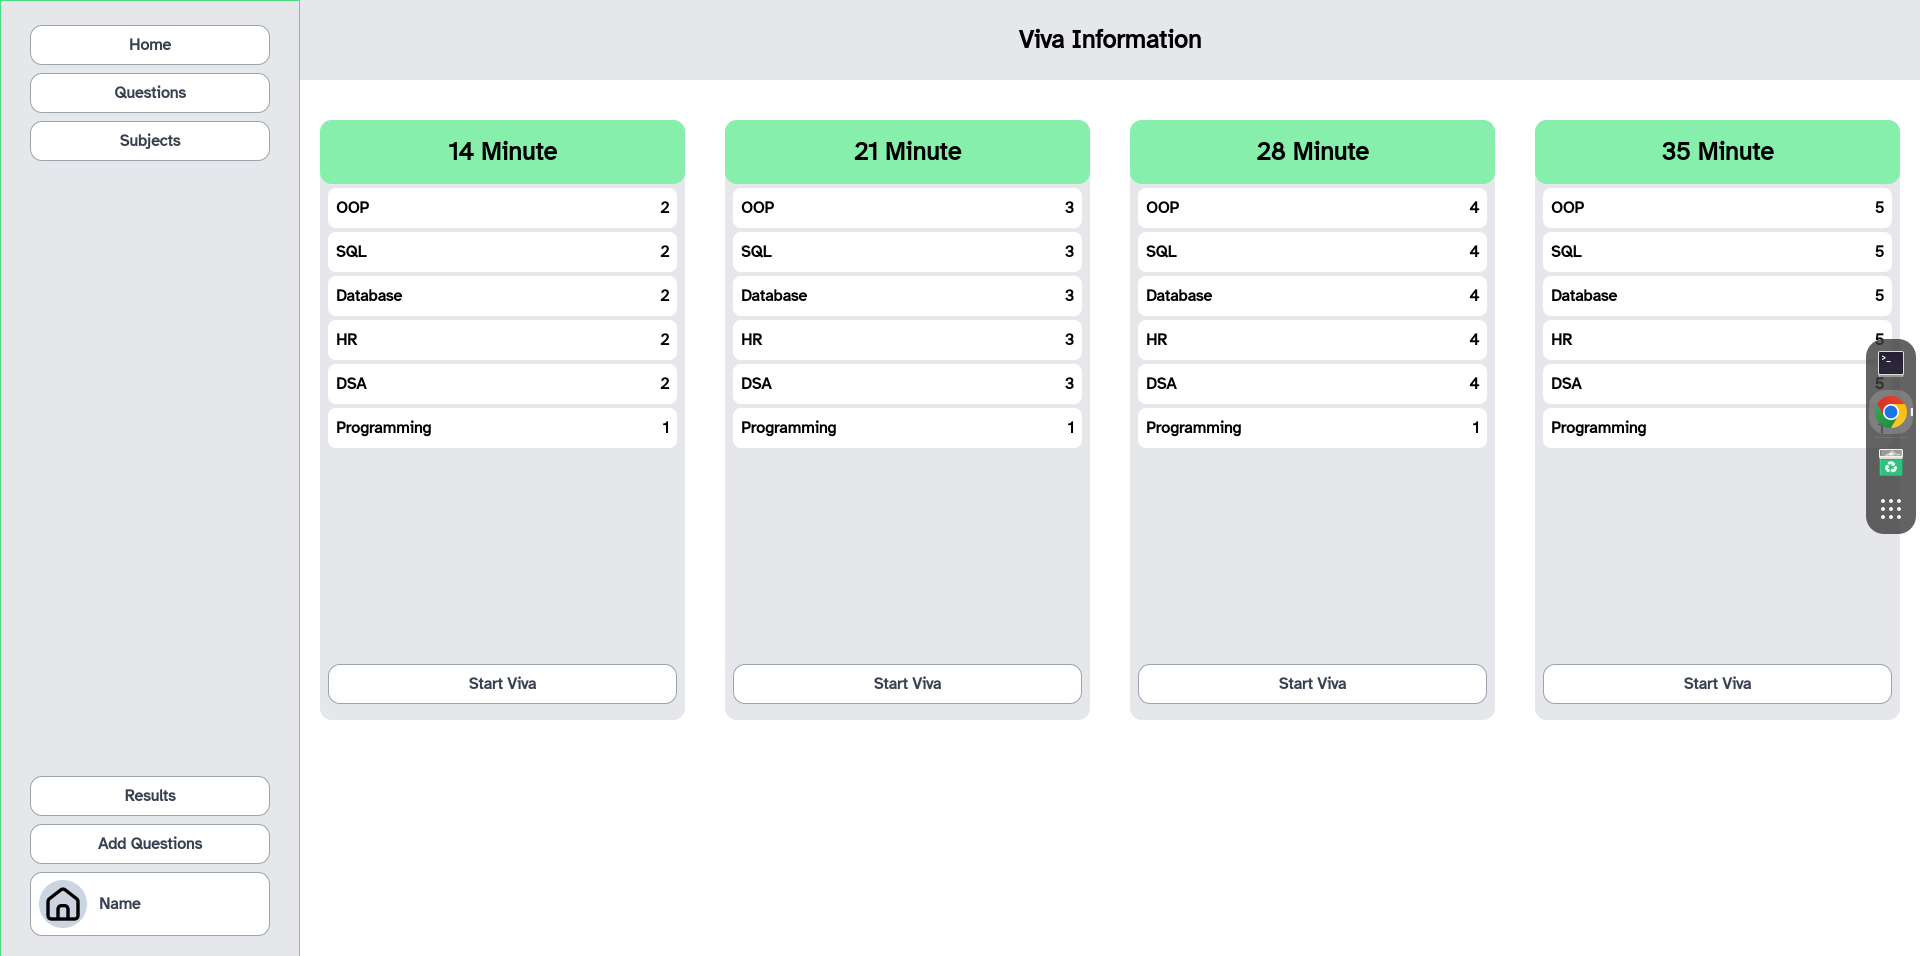 Home
Questions
Subjects
Results
Add Questions
Name
Viva Information
14 Minute
OOP 2
SQL 2
Database 2
HR 2
DSA 2
Programming 1
Start Viva
21 Minute
OOP 3
SQL 3
Database 3
HR 3
DSA 3
Programming 1
Start Viva
28 Minute
OOP 4
SQL 4
Database 4
HR 4
DSA 4
Programming 1
Start Viva
35 Minute
OOP 5
SQL 5
Database 5
HR 5
DSA 5
Programming 1
Start Viva